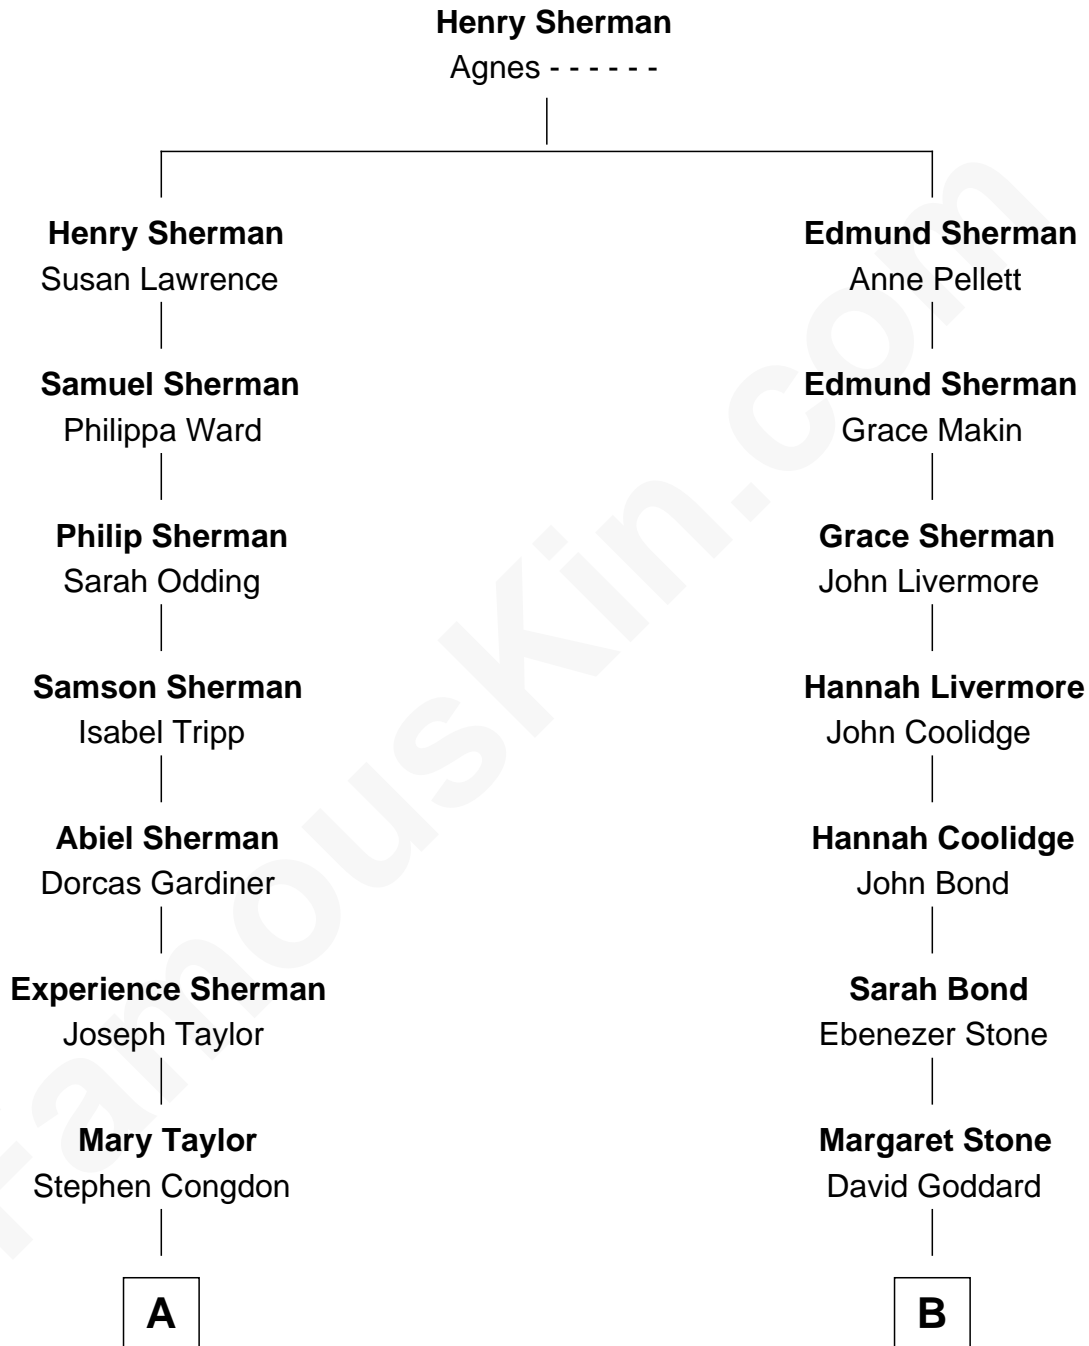 Henry Sherman
Agnes - - - - - -
Henry Sherman
Susan Lawrence
Edmund Sherman
Anne Pellett
Samuel Sherman
Philippa Ward
Edmund Sherman
Grace Makin
Philip Sherman
Sarah Odding
Grace Sherman
John Livermore
Samson Sherman
Isabel Tripp
Hannah Livermore
John Coolidge
Abiel Sherman
Dorcas Gardiner
Hannah Coolidge
John Bond
Experience Sherman
Joseph Taylor
Sarah Bond
Ebenezer Stone
Mary Taylor
Stephen Congdon
Margaret Stone
David Goddard
A
B
FamousKin.com